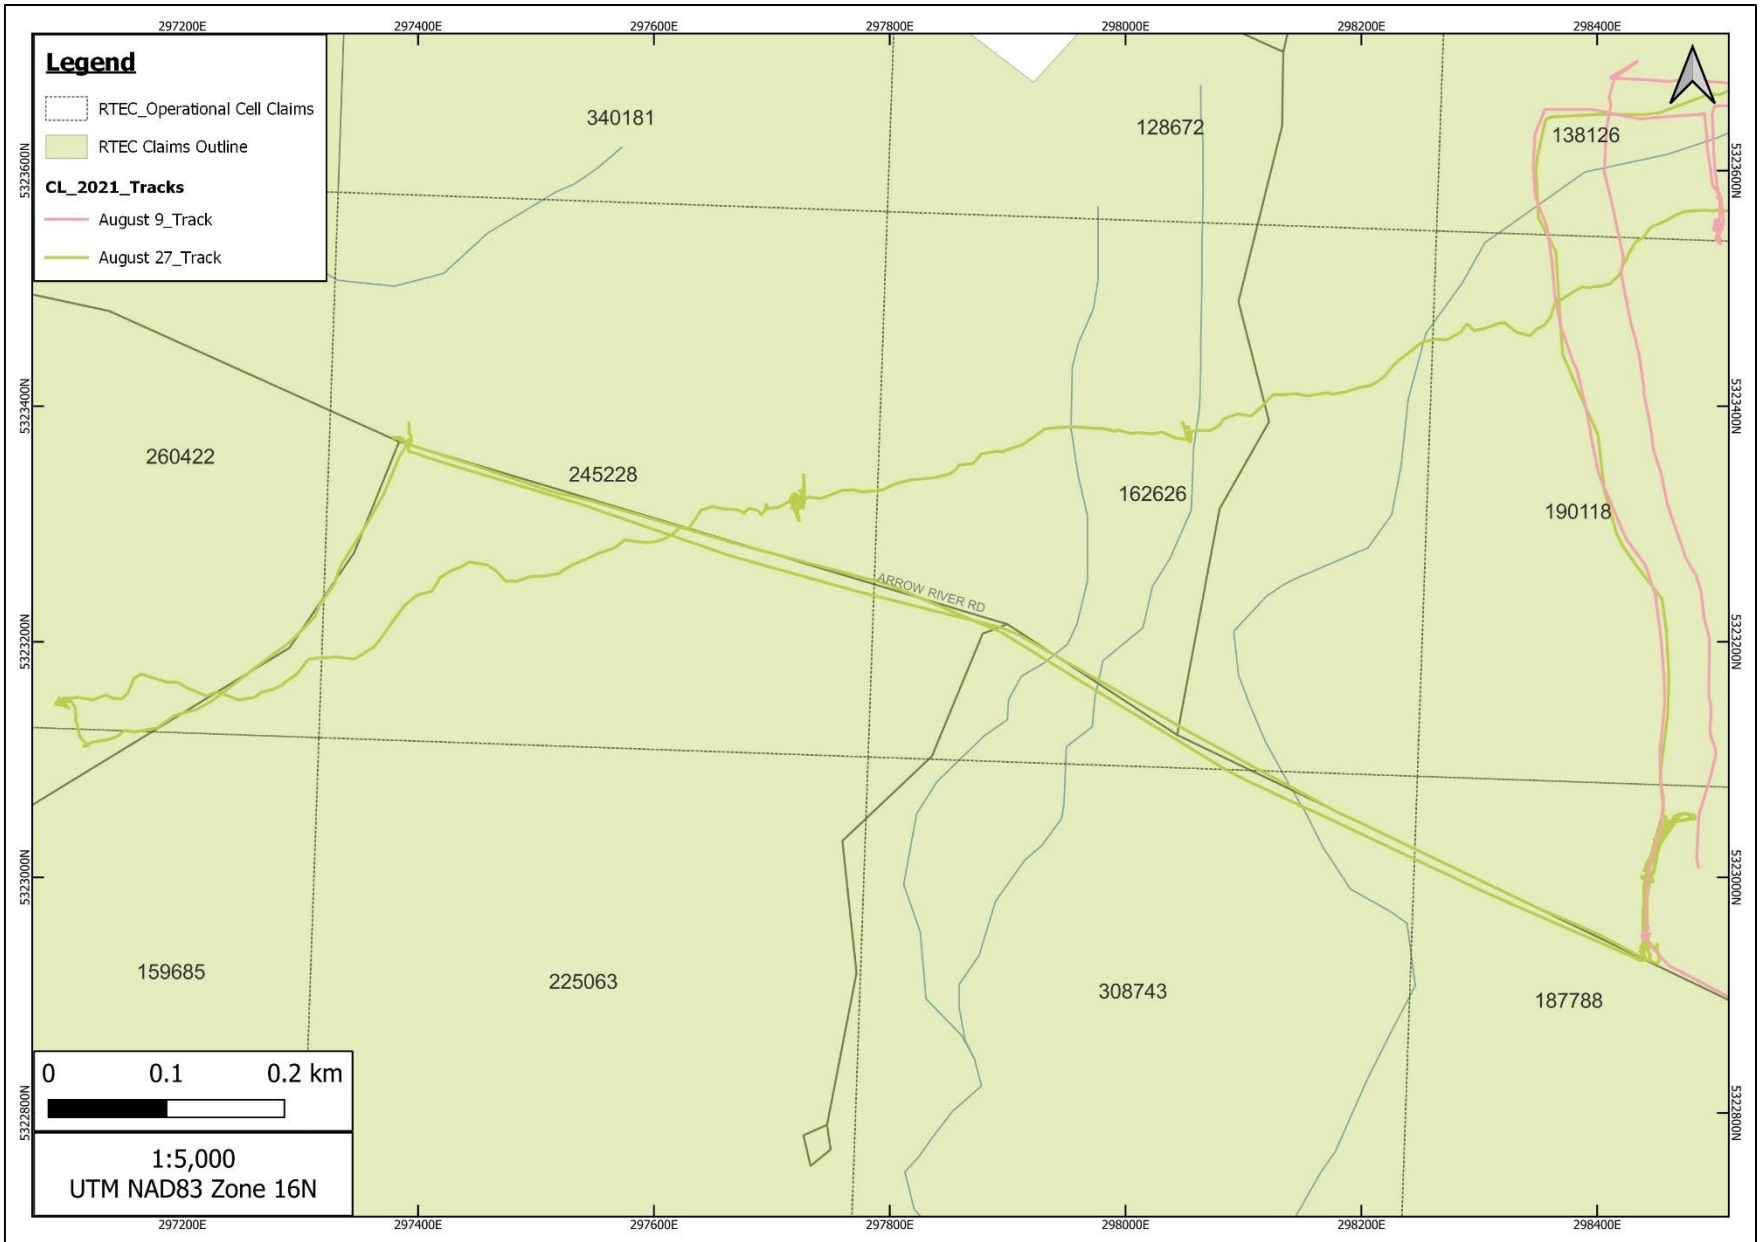 297200E 297400E 297600E 297800E 298000E 298200E 298400E
Legend
RTEC_Operational Cell Claims
RTEC Claims Outline
CL_2021_Tracks
August 9_Track
August 27_Track
340181
128672
138126
5323600N
5323600N
5323400N
5323400N
260422
245228
162626
190118
ARROW RIVER RD
5323200N
5323200N
5323000N
5323000N
159685
225063
308743
187788
0 0.1 0.2 km
5322800N
5322800N
1:5,000
UTM NAD83 Zone 16N
297200E 297400E 297600E 297800E 298000E 298200E 298400E